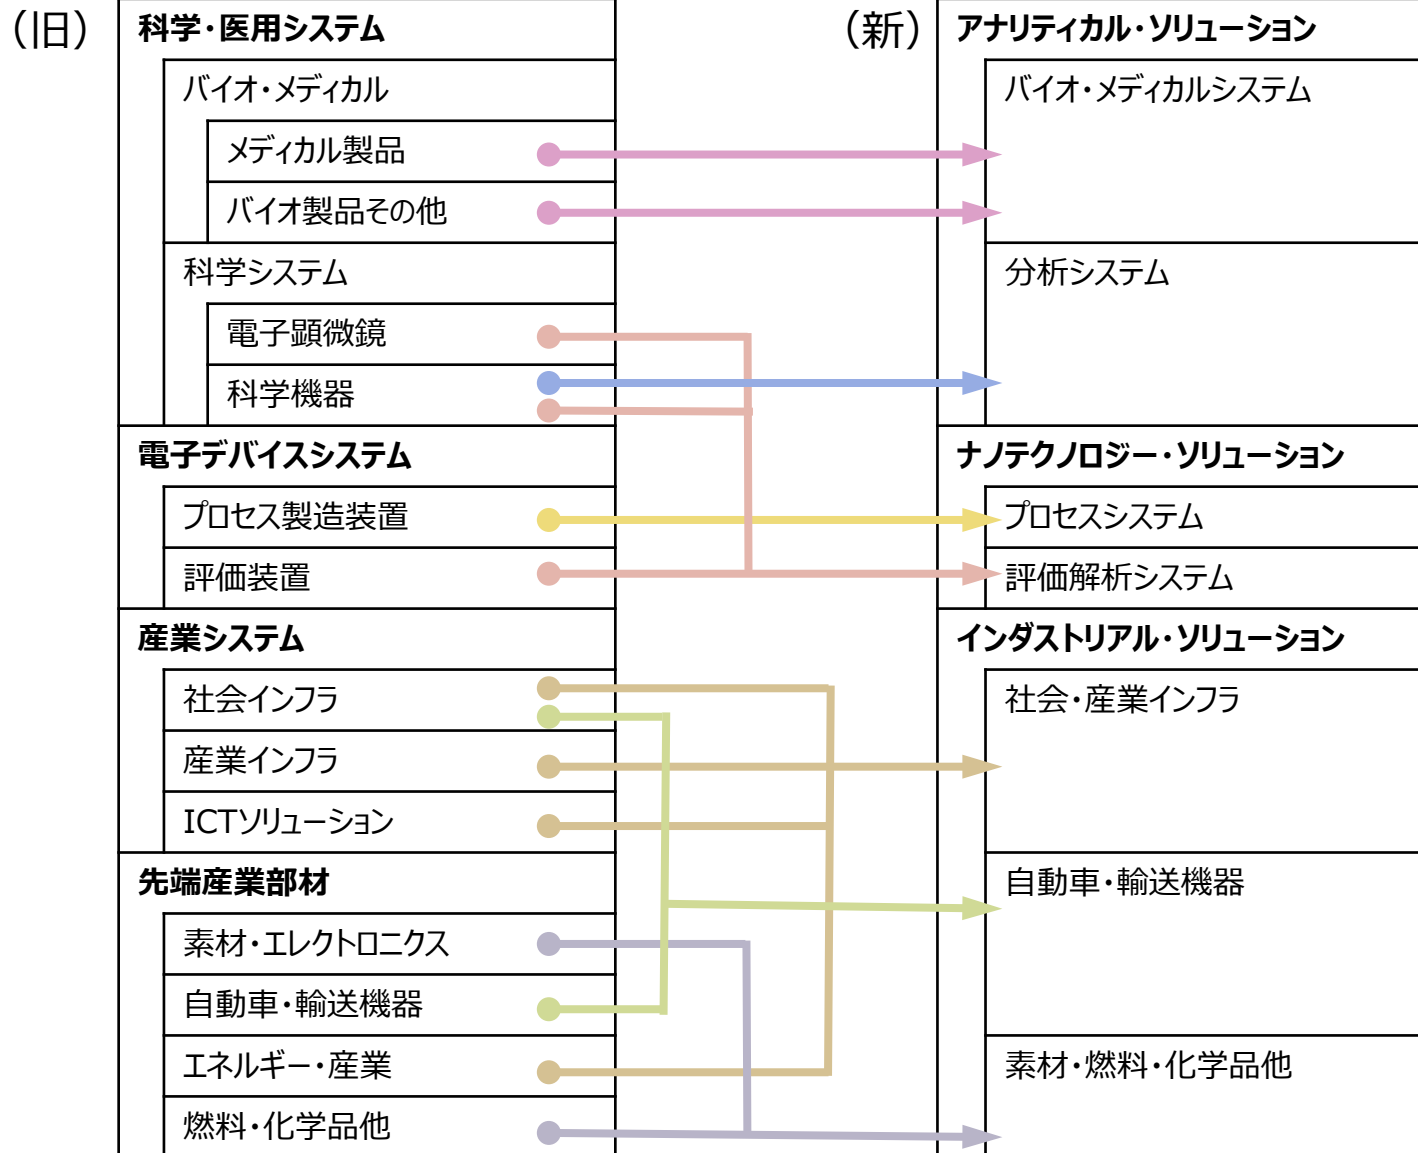 （旧）
科学・医用システム
バイオ・メディカル
メディカル製品
バイオ製品その他
科学システム
電子顕微鏡
科学機器
電子デバイスシステム
プロセス製造装置
評価装置
産業システム
社会インフラ
産業インフラ
ICTソリューション
先端産業部材
素材・エレクトロニクス
自動車・輸送機器
エネルギー・産業
燃料・化学品他
（新）
アナリティカル・ソリューション
バイオ・メディカルシステム
分析システム
ナノテクノロジー・ソリューション
プロセスシステム
評価解析システム
インダストリアル・ソリューション
社会・産業インフラ
自動車・輸送機器
素材・燃料・化学品他